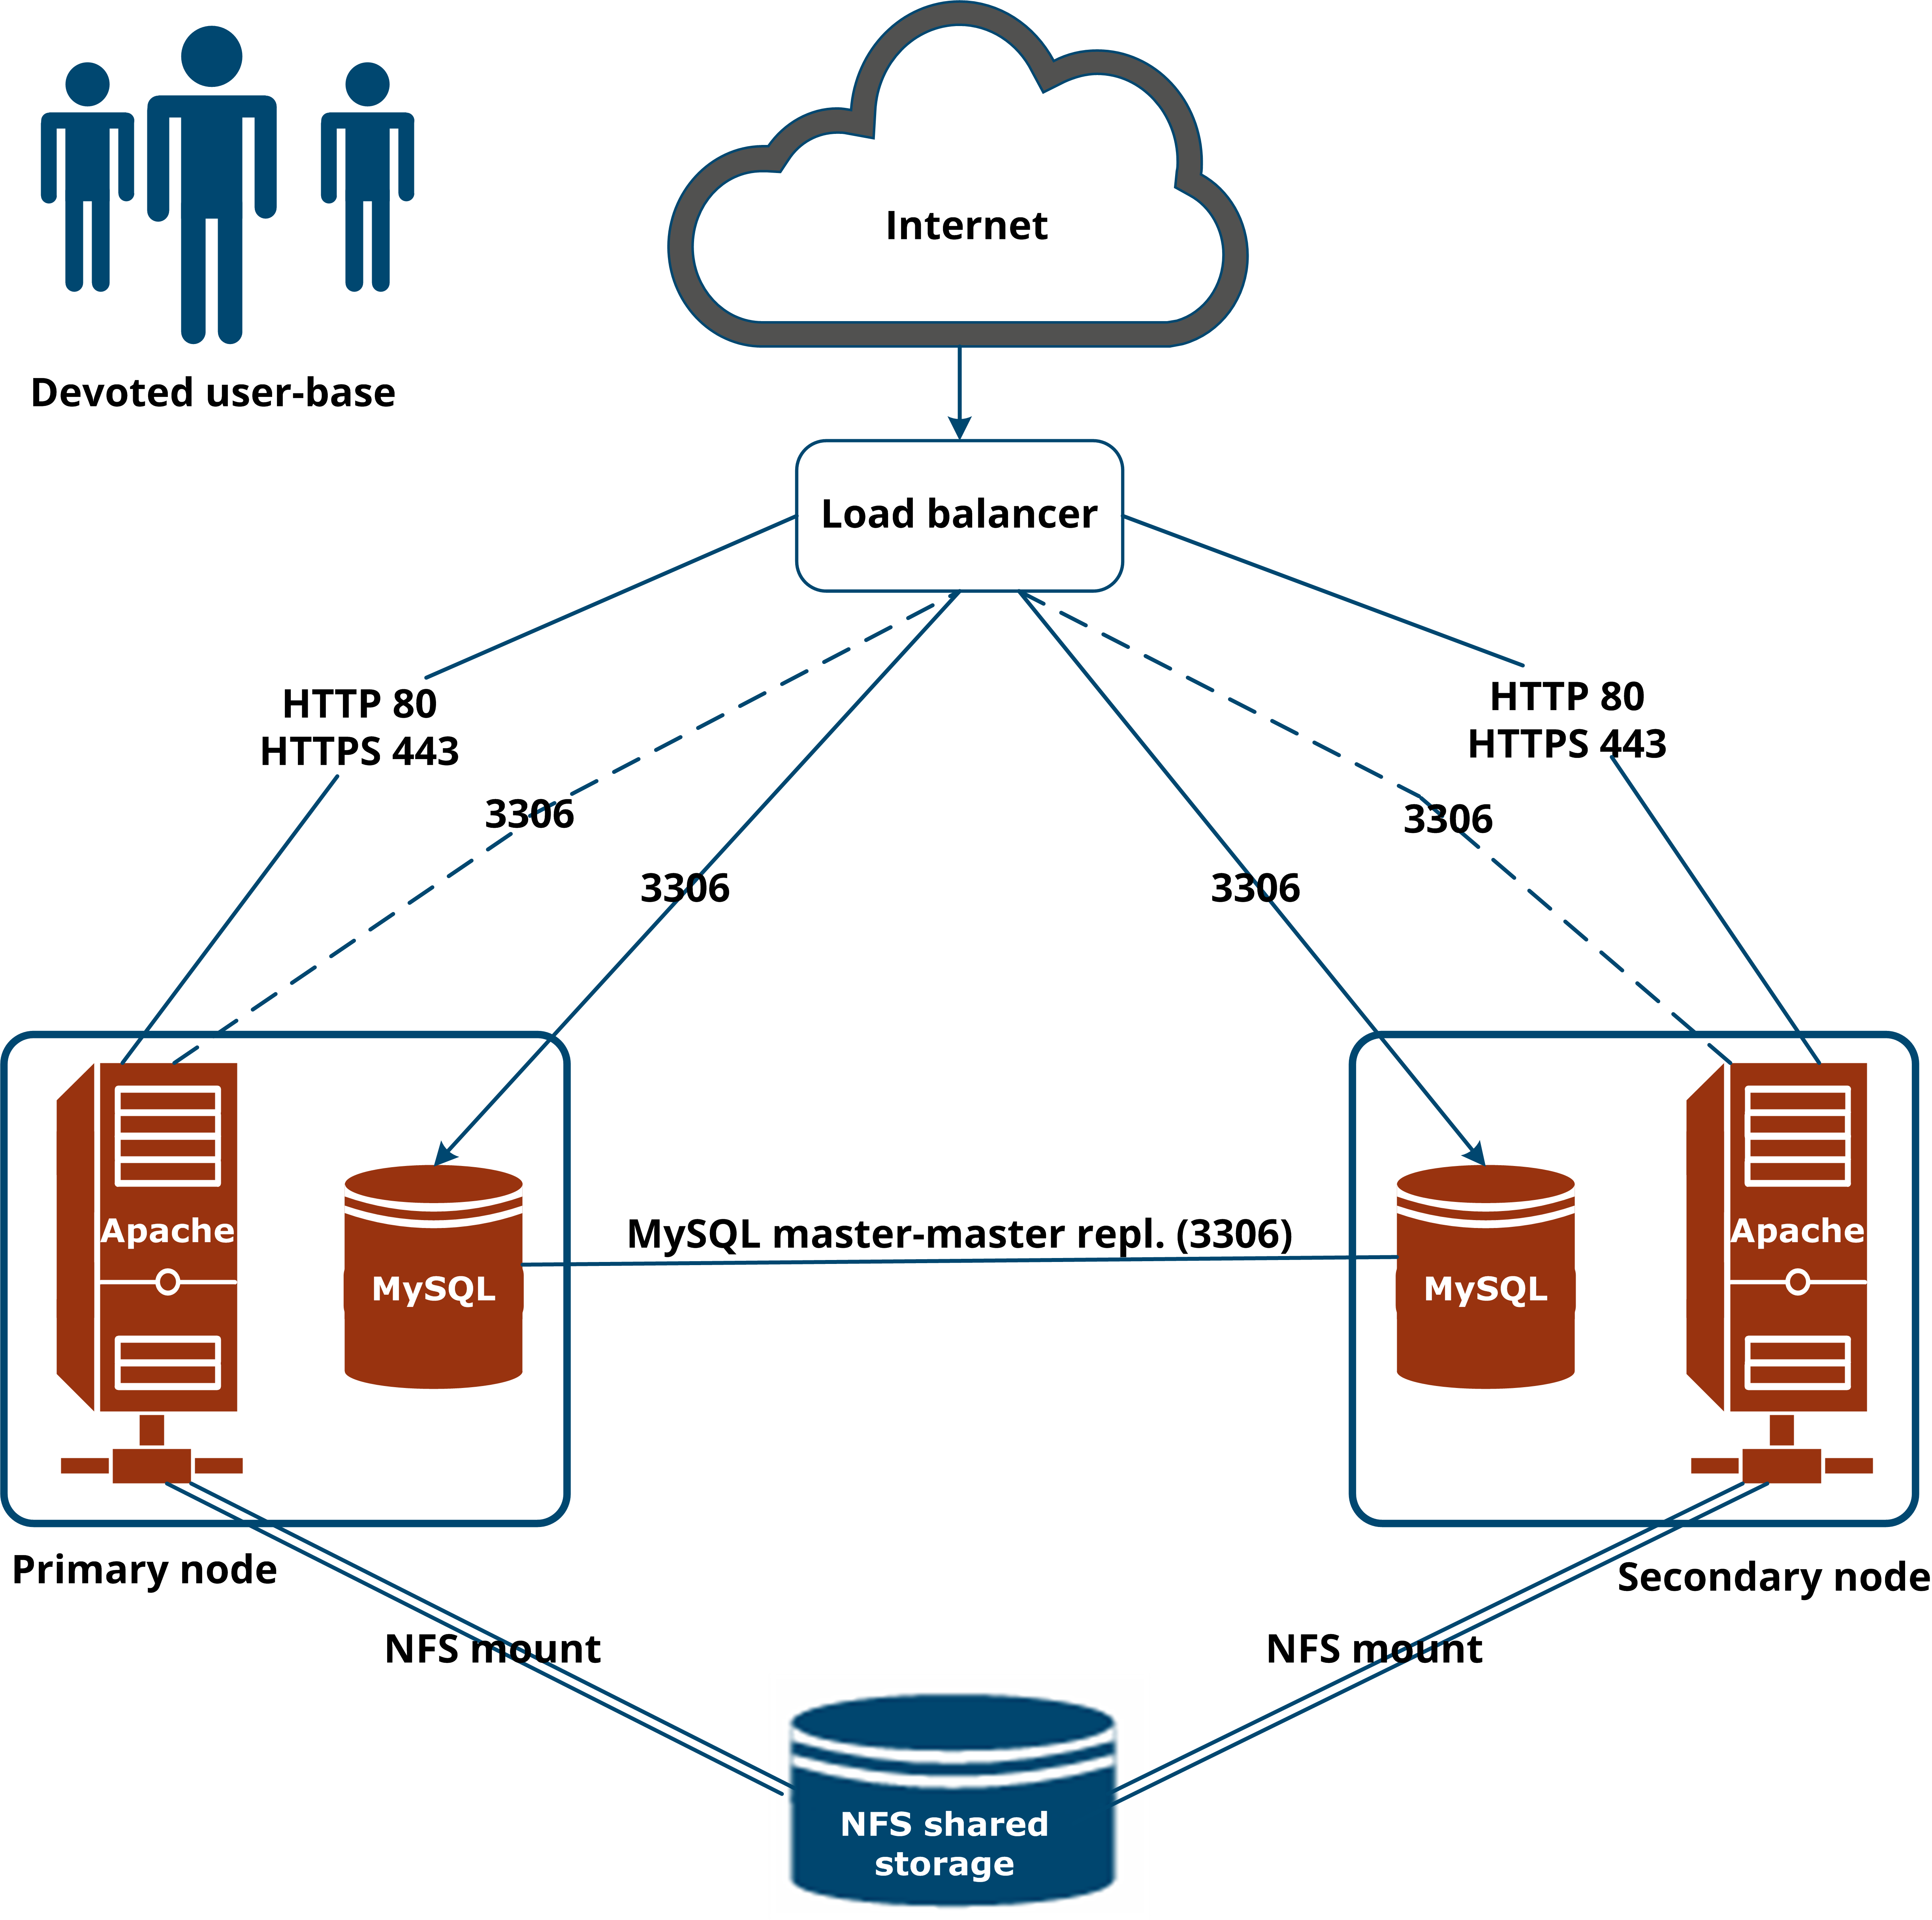 Internet
Devoted user-base
Load balancer
HTTP 80
HTTPS 443
HTTP 80
HTTPS 443
3306
3306
3306
3306
Apache
MySQL
MySQL master-master repl. (3306)
MySQL
Apache
Primary node
Secondary node
NFS mount
NFS mount
NFS shared
storage